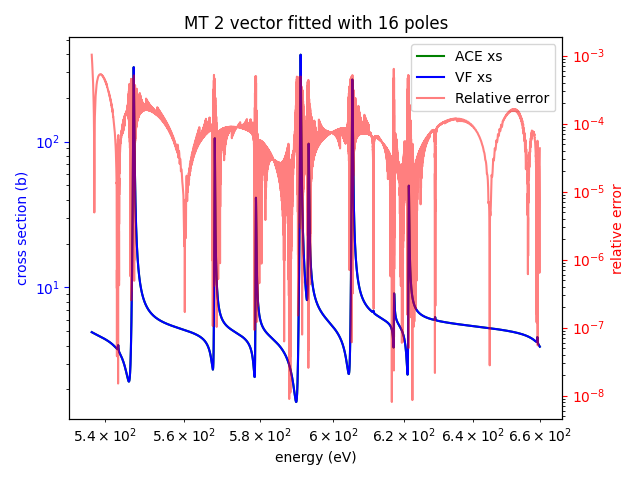 MT 2 vector fitted with 16 poles
ACE xs
VF xs
Relative error
cross section (b)
10²
10¹
10⁻³
10⁻⁴
10⁻⁵
10⁻⁶
10⁻⁷
10⁻⁸
relative error
5.4 × 10² 5.6 × 10² 5.8 × 10² 6 × 10² 6.2 × 10² 6.4 × 10² 6.6 × 10²
energy (eV)